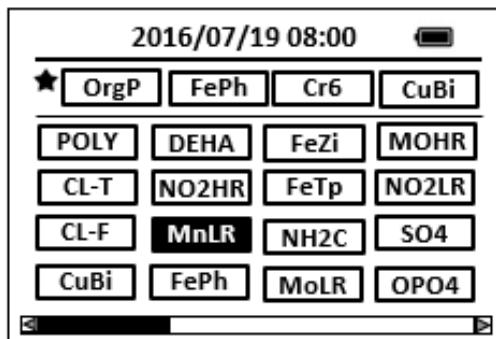 2016/07/19 08:00
OrgP FePh Cr6 CuBi
POLY DEHA FeZi MOHR
CL-T NO2HR FeTp NO2LR
CL-F MnLR NH2C SO4
CuBi FePh MoLR OPO4